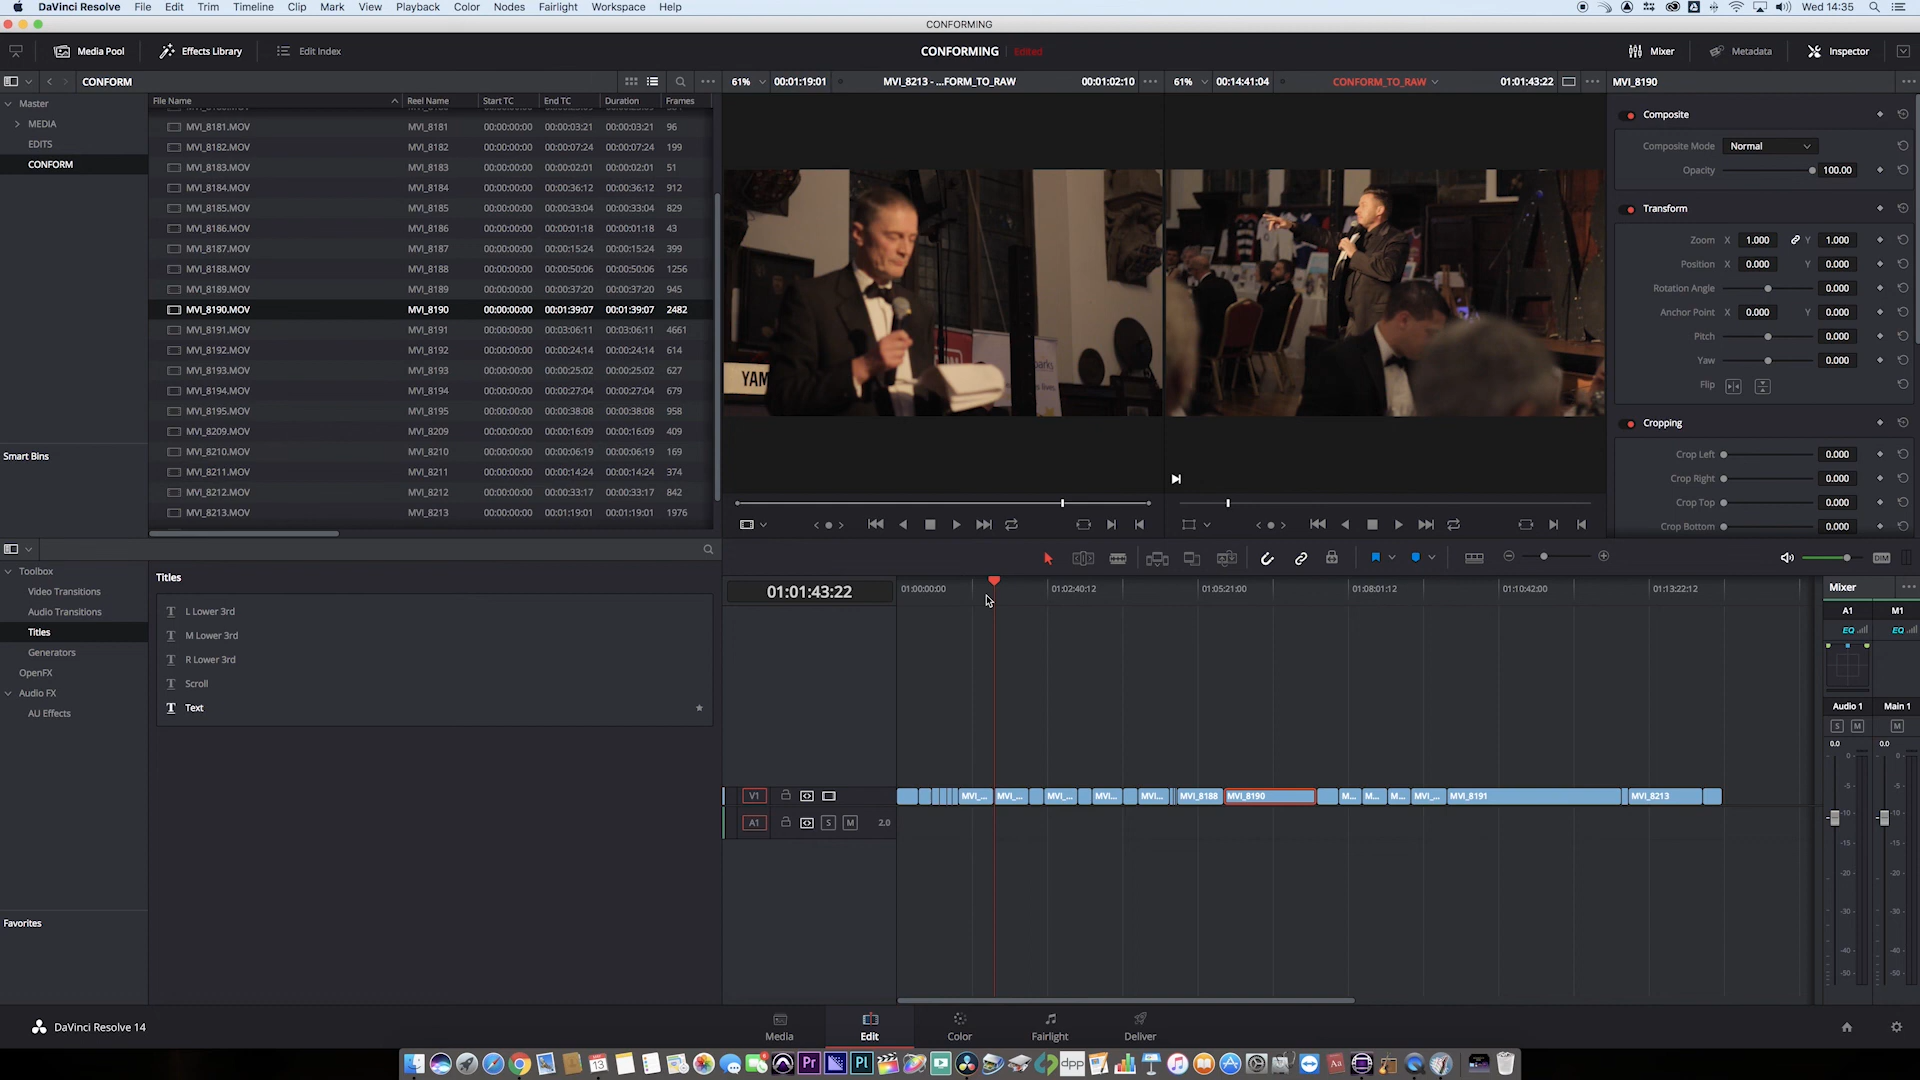 DaVinci Resolve File Edit Trim Timeline Clip Mark View Playback Color Nodes Fairlight Workspace Help Wed 14:35
CONFORMING
Media Pool Effects Library Edit Index CONFORMING Edited Mixer Metadata Inspector
CONFORM 61% 00:01:19:01 MVI_8213 - ...FORM_TO_RAW 00:01:02:10 61% 00:14:41:04 CONFORM_TO_RAW 01:01:43:22 MVI_8190
Master
MEDIA
EDITS
CONFORM
Smart Bins
File Name Reel Name Start TC End TC Duration Frames
MVI_8181.MOV MVI_8181 00:00:00:00 00:00:03:21 00:00:03:21 96
MVI_8182.MOV MVI_8182 00:00:00:00 00:00:07:24 00:00:07:24 199
MVI_8183.MOV MVI_8183 00:00:00:00 00:00:02:01 00:00:02:01 51
MVI_8184.MOV MVI_8184 00:00:00:00 00:00:36:12 00:00:36:12 912
MVI_8185.MOV MVI_8185 00:00:00:00 00:00:33:04 00:00:33:04 829
MVI_8186.MOV MVI_8186 00:00:00:00 00:00:01:18 00:00:01:18 43
MVI_8187.MOV MVI_8187 00:00:00:00 00:00:15:24 00:00:15:24 399
MVI_8188.MOV MVI_8188 00:00:00:00 00:00:50:06 00:00:50:06 1256
MVI_8189.MOV MVI_8189 00:00:00:00 00:00:37:20 00:00:37:20 945
MVI_8190.MOV MVI_8190 00:00:00:00 00:01:39:07 00:01:39:07 2482
MVI_8191.MOV MVI_8191 00:00:00:00 00:03:06:11 00:03:06:11 4661
MVI_8192.MOV MVI_8192 00:00:00:00 00:00:24:14 00:00:24:14 614
MVI_8193.MOV MVI_8193 00:00:00:00 00:00:25:02 00:00:25:02 627
MVI_8194.MOV MVI_8194 00:00:00:00 00:00:27:04 00:00:27:04 679
MVI_8195.MOV MVI_8195 00:00:00:00 00:00:38:08 00:00:38:08 958
MVI_8209.MOV MVI_8209 00:00:00:00 00:00:16:09 00:00:16:09 409
MVI_8210.MOV MVI_8210 00:00:00:00 00:00:06:19 00:00:06:19 169
MVI_8211.MOV MVI_8211 00:00:00:00 00:00:14:24 00:00:14:24 374
MVI_8212.MOV MVI_8212 00:00:00:00 00:00:33:17 00:00:33:17 842
MVI_8213.MOV MVI_8213 00:00:00:00 00:01:19:01 00:01:19:01 1976
YAM
Composite
Composite Mode Normal
Opacity 100.00
Transform
Zoom X 1.000 Y 1.000
Position X 0.000 Y 0.000
Rotation Angle 0.000
Anchor Point X 0.000 Y 0.000
Pitch 0.000
Yaw 0.000
Flip
Cropping
Crop Left 0.000
Crop Right 0.000
Crop Top 0.000
Crop Bottom 0.000
Toolbox
Video Transitions
Audio Transitions
Titles
Generators
OpenFX
Audio FX
AU Effects
Favorites
Titles
L Lower 3rd
M Lower 3rd
R Lower 3rd
Scroll
Text
DIM
01:01:43:22 01:00:00:00 01:02:40:12 01:05:21:00 01:08:01:12 01:10:42:00 01:13:22:12
V1 MVI_... MVI_... MVI_... MVI... MVI... MVI_8188 MVI_8190 M... M... M... MVI_... MVI_8191 MVI_8213
A1 S M 2.0
Mixer
A1 M1
EQ EQ
Audio 1 Main 1
S M M
0.0 0.0
0 0
-5 -5
-10 -10
-15 -15
-20 -20
-30 -30
-40 -40
-50 -50
DaVinci Resolve 14 Media Edit Color Fairlight Deliver
13 Pr Pl dpp Aa